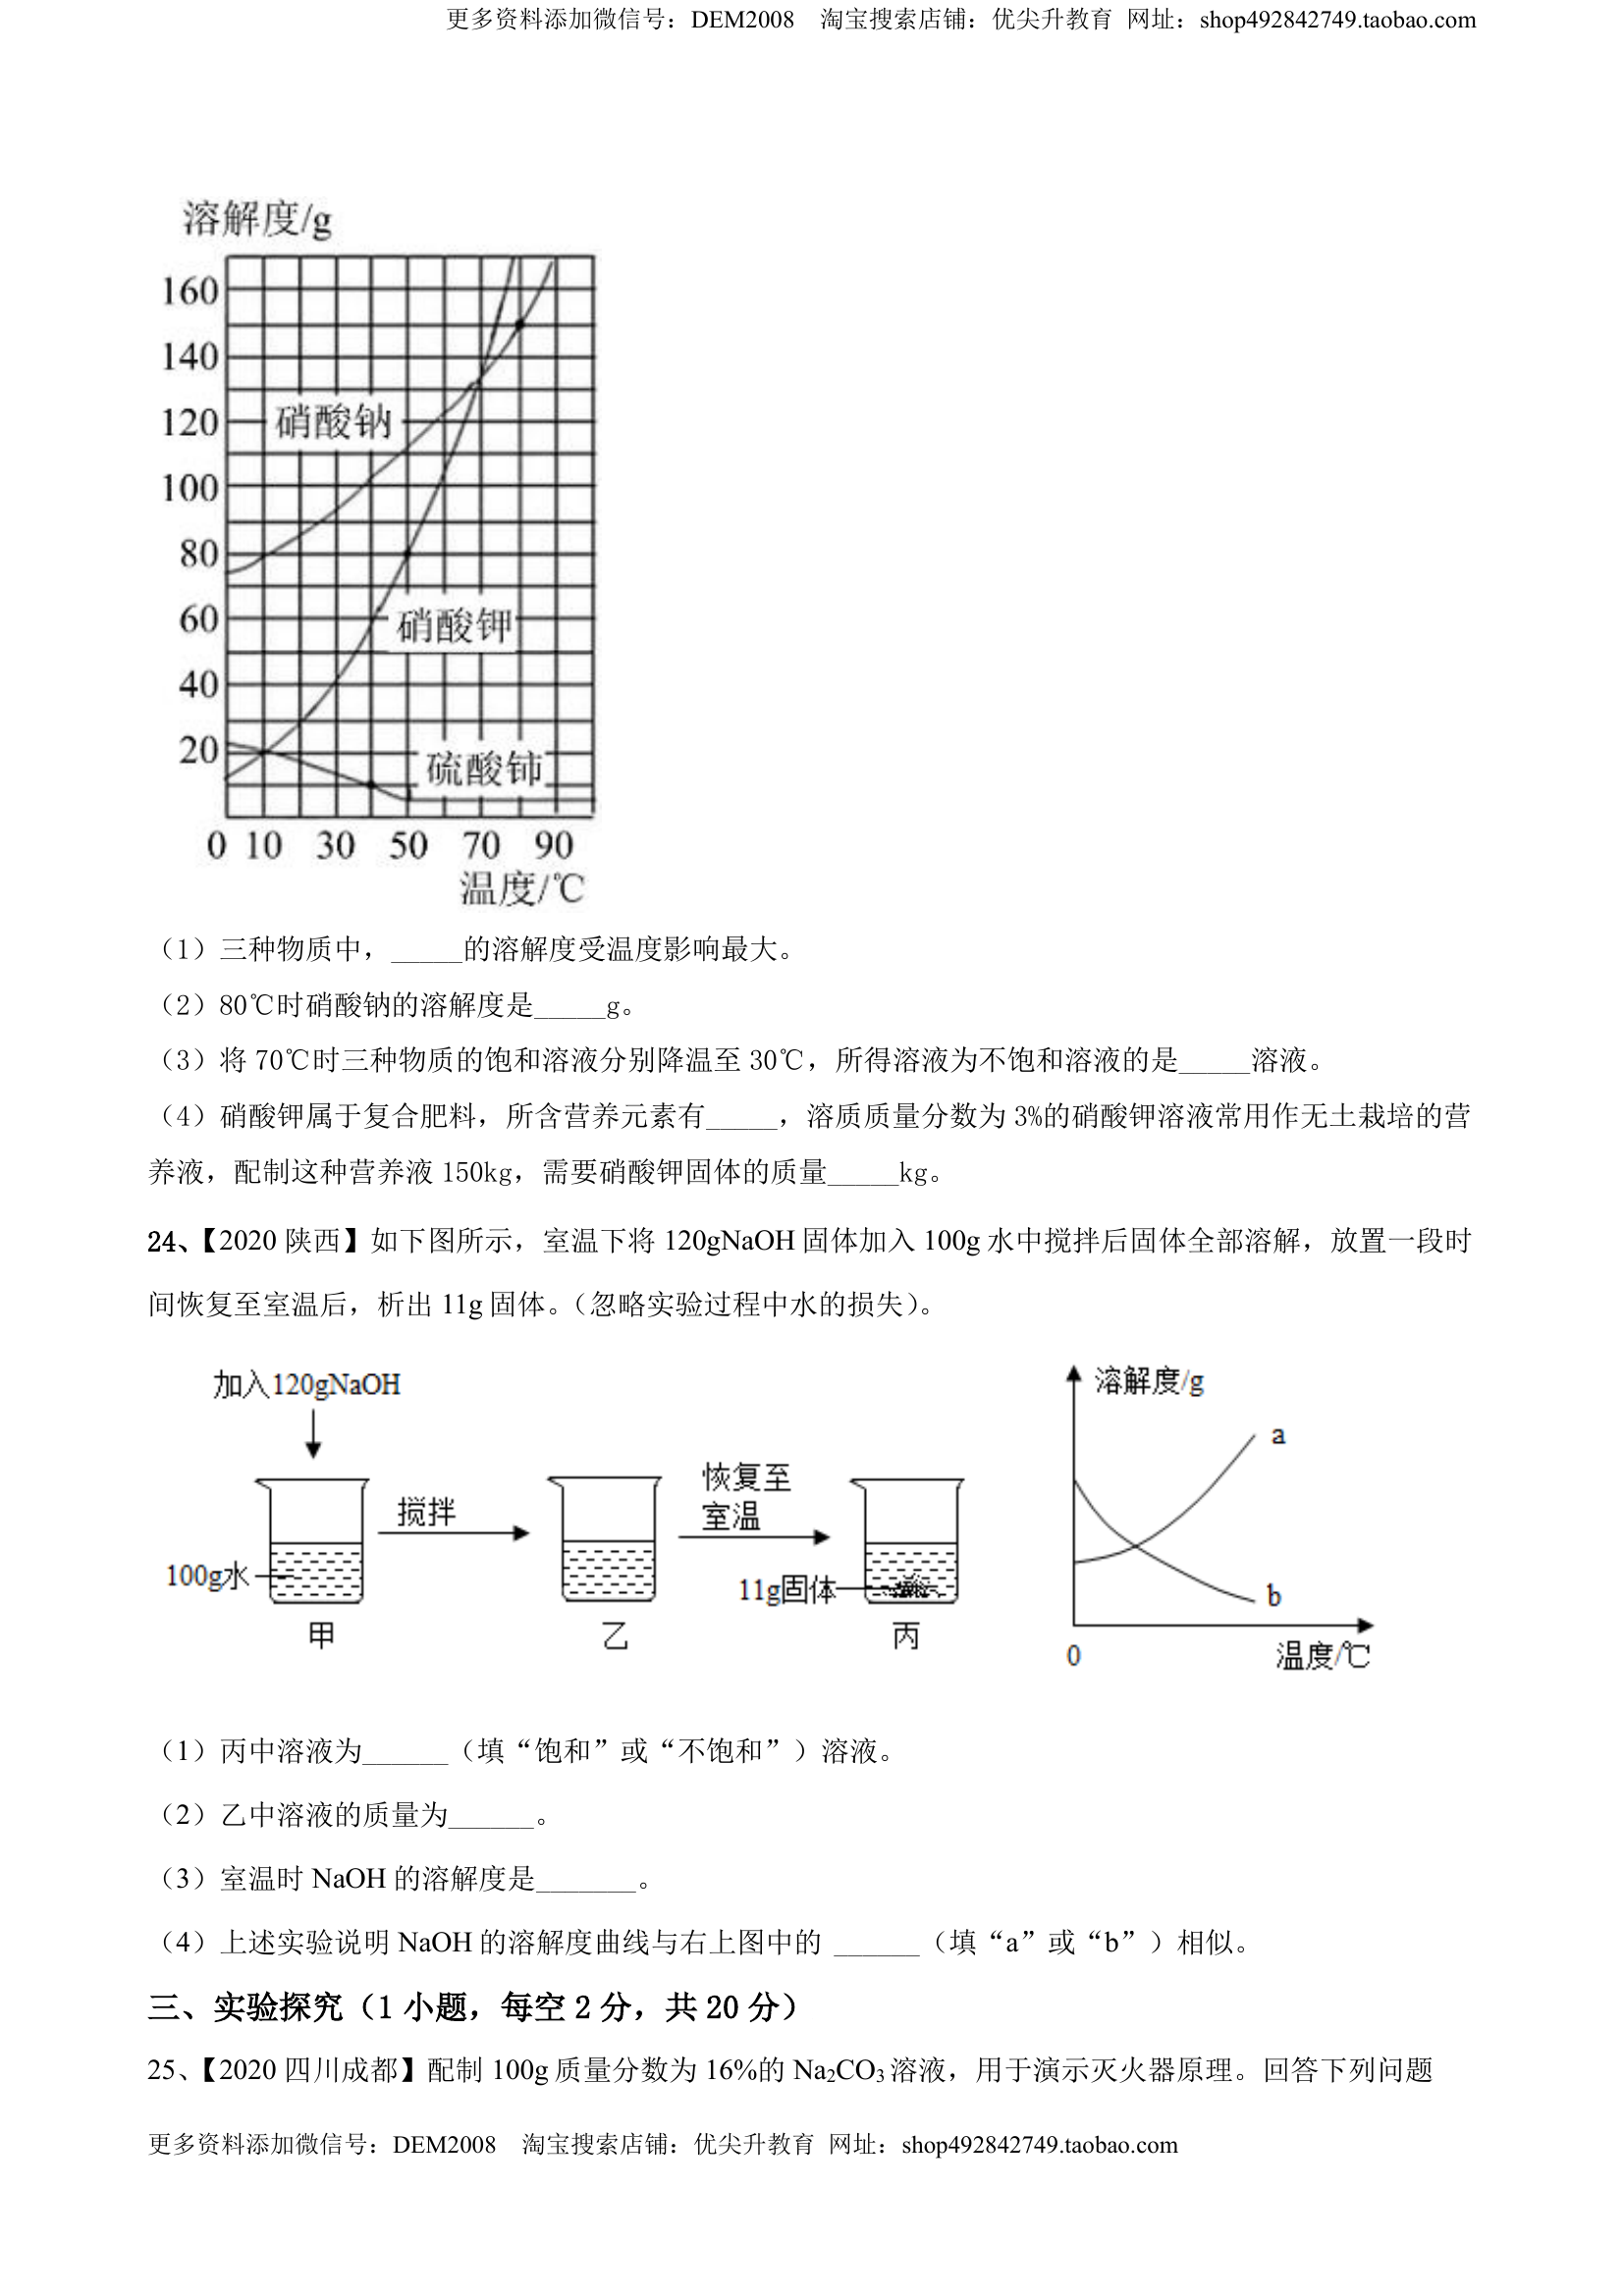 更多资料添加微信号：DEM2008 淘宝搜索店铺：优尖升教育 网址：shop492842749.taobao.com
溶解度/g
160
140
硝酸钠
120
100
80
60
硝酸钾
40
20
硫酸铈
0 10 30 50 70 90
温度/℃
（1）三种物质中，_____的溶解度受温度影响最大。
（2）80℃时硝酸钠的溶解度是_____g。
（3）将 70℃时三种物质的饱和溶液分别降温至 30℃，所得溶液为不饱和溶液的是_____溶液。
（4）硝酸钾属于复合肥料，所含营养元素有_____，溶质质量分数为 3%的硝酸钾溶液常用作无土栽培的营
养液，配制这种营养液 150kg，需要硝酸钾固体的质量_____kg。
24、【2020 陕西】如下图所示，室温下将 120gNaOH 固体加入 100g 水中搅拌后固体全部溶解，放置一段时
间恢复至室温后，析出 11g 固体。（忽略实验过程中水的损失）。
加入120gNaOH
搅拌
恢复至
室温
100g水
11g固体
甲
乙
丙
溶解度/g
a
b
0
温度/℃
（1）丙中溶液为______（填“饱和”或“不饱和”）溶液。
（2）乙中溶液的质量为______。
（3）室温时 NaOH 的溶解度是_______。
（4）上述实验说明 NaOH 的溶解度曲线与右上图中的 ______（填“a”或“b”）相似。
三、实验探究（1 小题，每空 2 分，共 20 分）
25、【2020 四川成都】配制 100g 质量分数为 16%的 Na₂CO₃ 溶液，用于演示灭火器原理。回答下列问题
更多资料添加微信号：DEM2008 淘宝搜索店铺：优尖升教育 网址：shop492842749.taobao.com